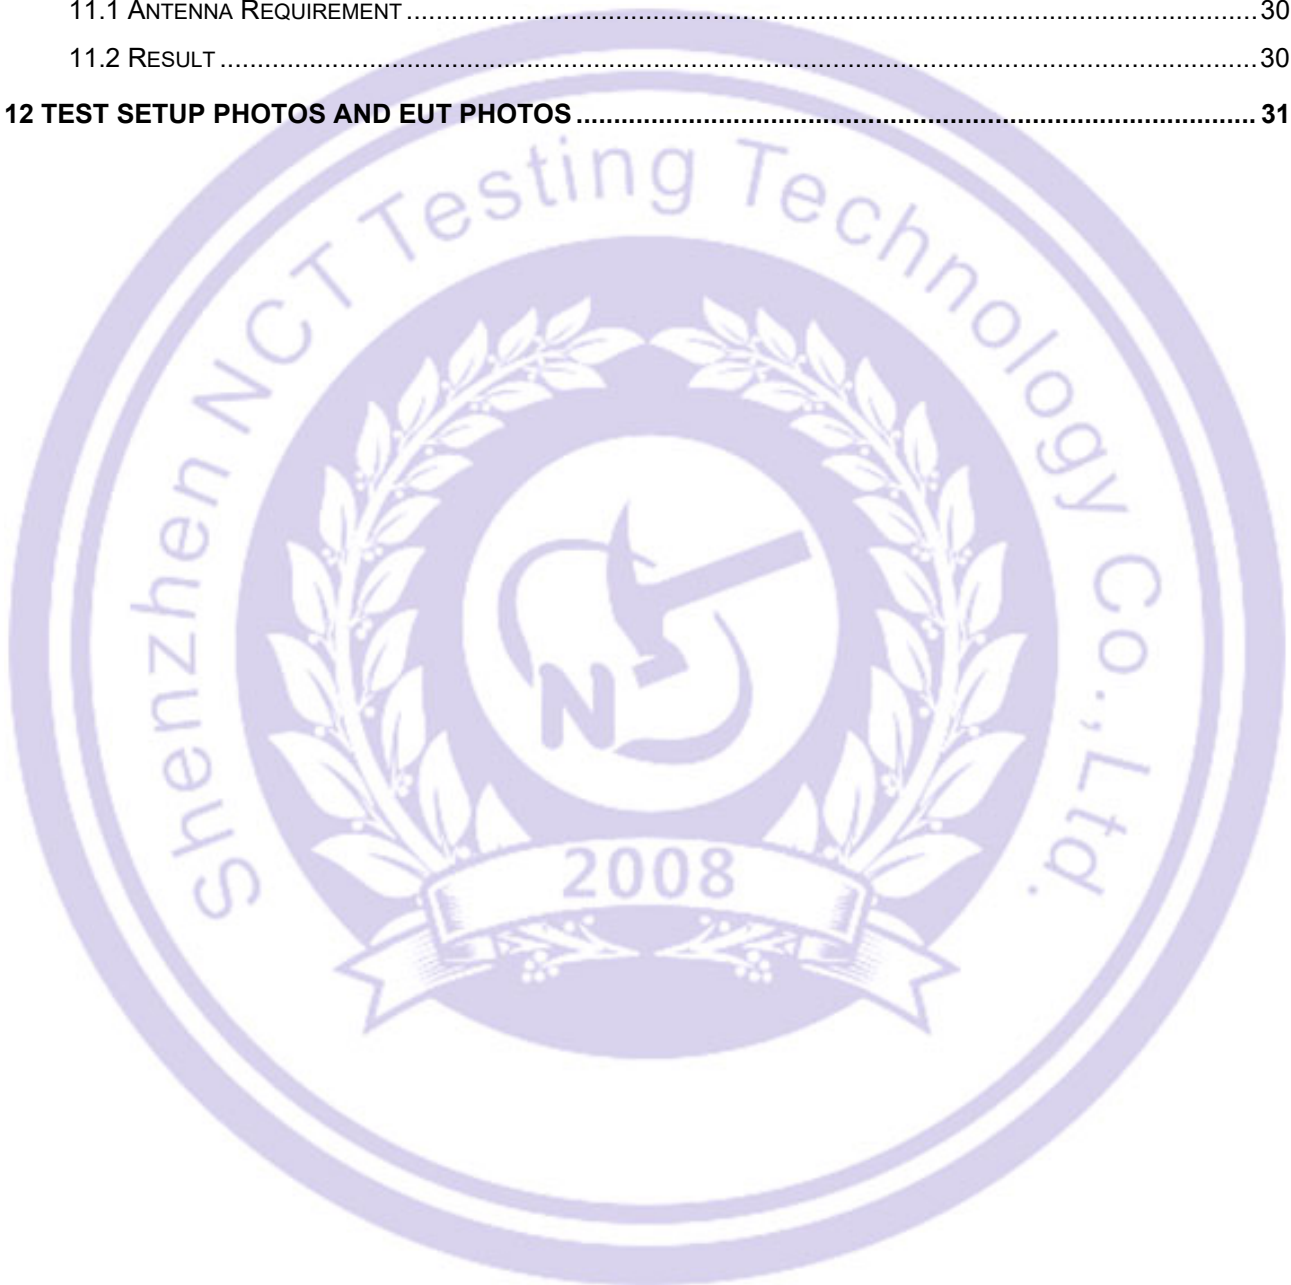 11.1 ANTENNA REQUIREMENT ........................................................................................................................30
11.2 RESULT ..................................................................................................................................................30
12 TEST SETUP PHOTOS AND EUT PHOTOS ......................................................................................... 31
Shenzhen NCT Testing Technology Co.,Ltd.
N
2008